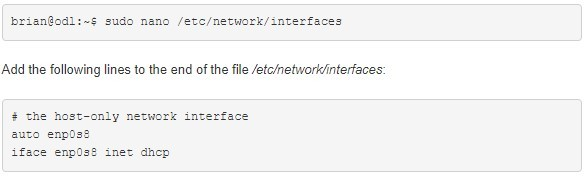 brian@odl:~$ sudo nano /etc/network/interfaces
Add the following lines to the end of the file /etc/network/interfaces:
# the host-only network interface
auto enp0s8
iface enp0s8 inet dhcp